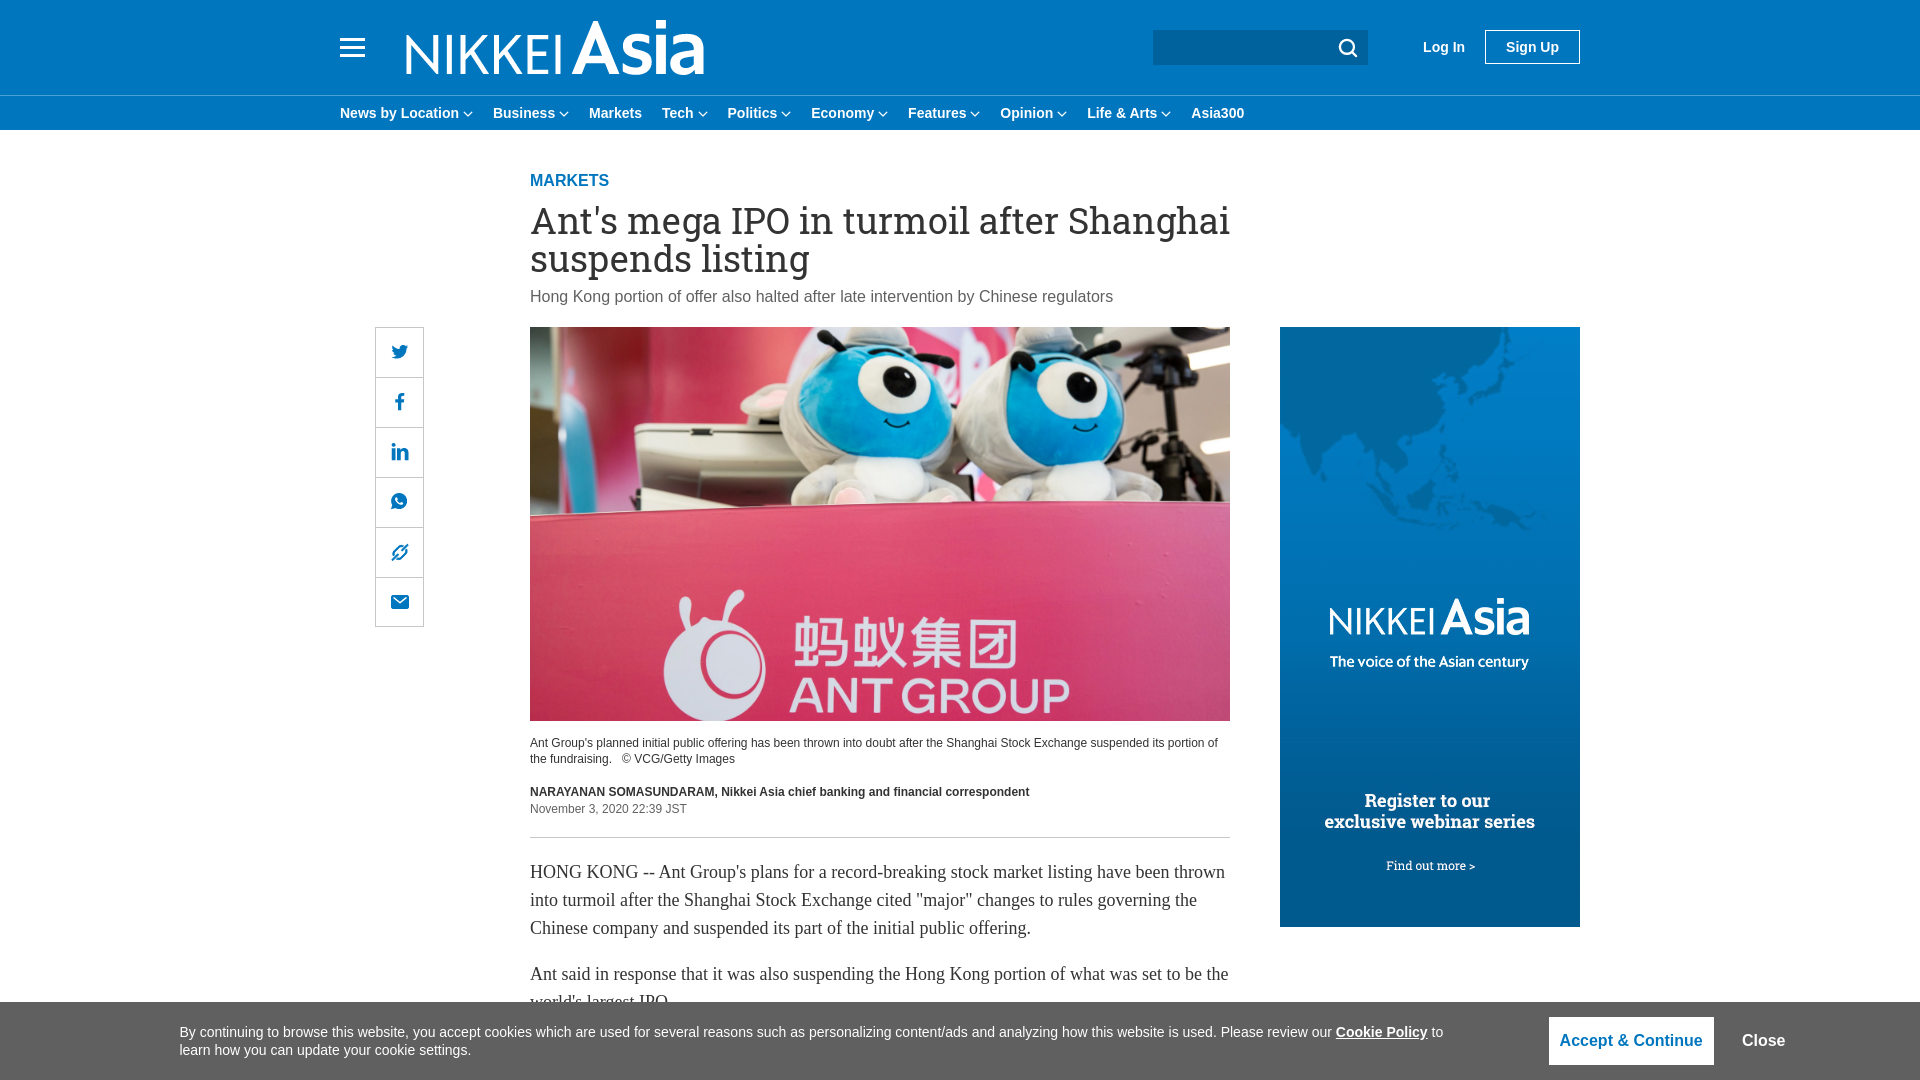 NIKKEI Asia
Log In
Sign Up
News by Location
Business
Markets
Tech
Politics
Economy
Features
Opinion
Life & Arts
Asia300
MARKETS
Ant's mega IPO in turmoil after Shanghai
suspends listing
Hong Kong portion of offer also halted after late intervention by Chinese regulators
蚂蚁集团
ANT GROUP
Ant Group's planned initial public offering has been thrown into doubt after the Shanghai Stock Exchange suspended its portion of
the fundraising.   © VCG/Getty Images
NARAYANAN SOMASUNDARAM, Nikkei Asia chief banking and financial correspondent
November 3, 2020 22:39 JST
HONG KONG -- Ant Group's plans for a record-breaking stock market listing have been thrown
into turmoil after the Shanghai Stock Exchange cited "major" changes to rules governing the
Chinese company and suspended its part of the initial public offering.
Ant said in response that it was also suspending the Hong Kong portion of what was set to be the
world's largest IPO.
NIKKEI Asia
The voice of the Asian century
Register to our
exclusive webinar series
Find out more >
By continuing to browse this website, you accept cookies which are used for several reasons such as personalizing content/ads and analyzing how this website is used. Please review our Cookie Policy to
learn how you can update your cookie settings.
Accept & Continue
Close